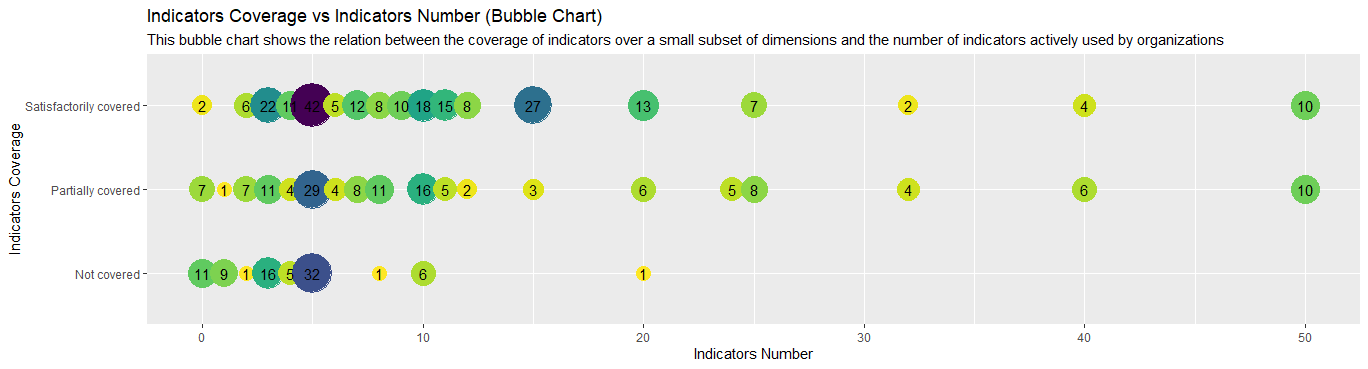 Indicators Coverage vs Indicators Number (Bubble Chart)
This bubble chart shows the relation between the coverage of indicators over a small subset of dimensions and the number of indicators actively used by organizations
Indicators Coverage
Satisfactorily covered
2 6 22 42 5 12 8 10 18 15 8 27 13 7 2 4 10
Partially covered
7 1 7 11 4 29 4 8 11 16 5 2 3 6 5 8 4 6 10
Not covered
11 9 1 16 5 32 1 6 1
0 10 20 30 40 50
Indicators Number